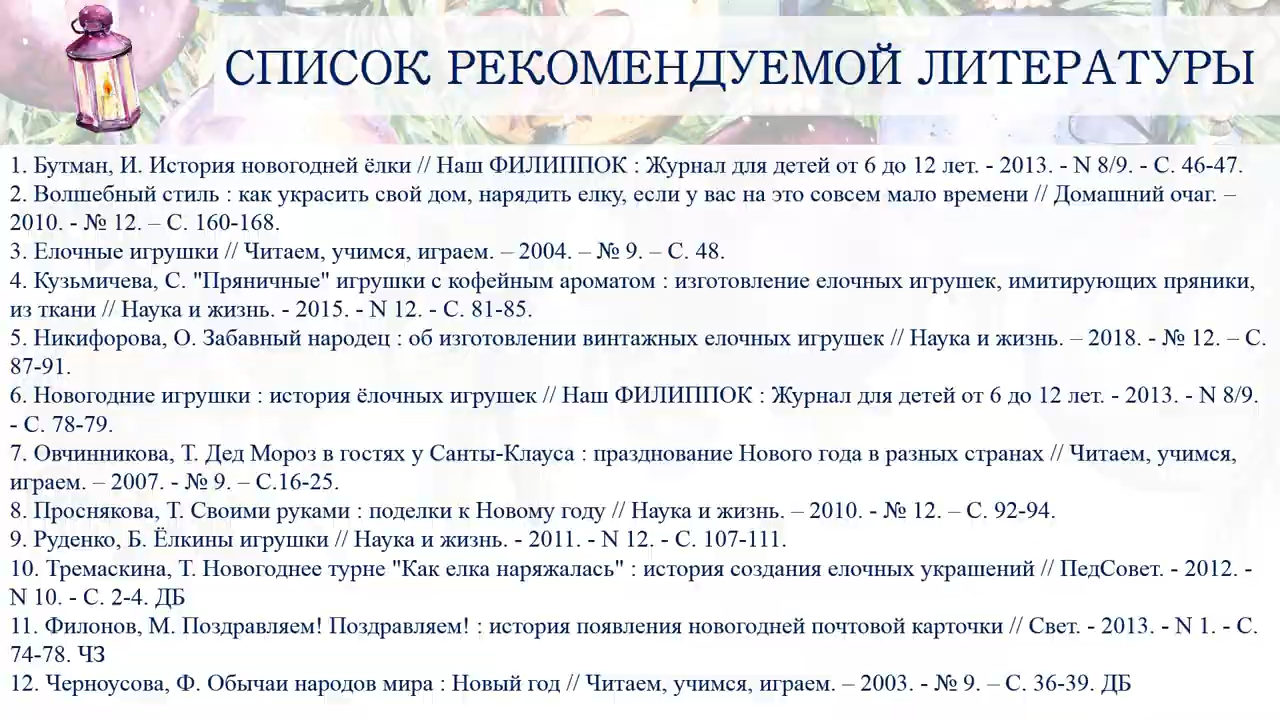 СПИСОК РЕКОМЕНДУЕМОЙ ЛИТЕРАТУРЫ
1. Бутман, И. История новогодней ёлки // Наш ФИЛИППОК : Журнал для детей от 6 до 12 лет. - 2013. - N 8/9. - С. 46-47.
2. Волшебный стиль : как украсить свой дом, нарядить елку, если у вас на это совсем мало времени // Домашний очаг. –
2010. - № 12. – С. 160-168.
3. Елочные игрушки // Читаем, учимся, играем. – 2004. – № 9. – С. 48.
4. Кузьмичева, С. "Пряничные" игрушки с кофейным ароматом : изготовление елочных игрушек, имитирующих пряники,
из ткани // Наука и жизнь. - 2015. - N 12. - С. 81-85.
5. Никифорова, О. Забавный народец : об изготовлении винтажных елочных игрушек // Наука и жизнь. – 2018. - № 12. – С.
87-91.
6. Новогодние игрушки : история ёлочных игрушек // Наш ФИЛИППОК : Журнал для детей от 6 до 12 лет. - 2013. - N 8/9.
- С. 78-79.
7. Овчинникова, Т. Дед Мороз в гостях у Санты-Клауса : празднование Нового года в разных странах // Читаем, учимся,
играем. – 2007. - № 9. – С.16-25.
8. Проснякова, Т. Своими руками : поделки к Новому году // Наука и жизнь. – 2010. - № 12. – С. 92-94.
9. Руденко, Б. Ёлкины игрушки // Наука и жизнь. - 2011. - N 12. - С. 107-111.
10. Тремаскина, Т. Новогоднее турне "Как елка наряжалась" : история создания елочных украшений // ПедСовет. - 2012. -
N 10. - С. 2-4. ДБ
11. Филонов, М. Поздравляем! Поздравляем! : история появления новогодней почтовой карточки // Свет. - 2013. - N 1. - С.
74-78. ЧЗ
12. Черноусова, Ф. Обычаи народов мира : Новый год // Читаем, учимся, играем. – 2003. - № 9. – С. 36-39. ДБ